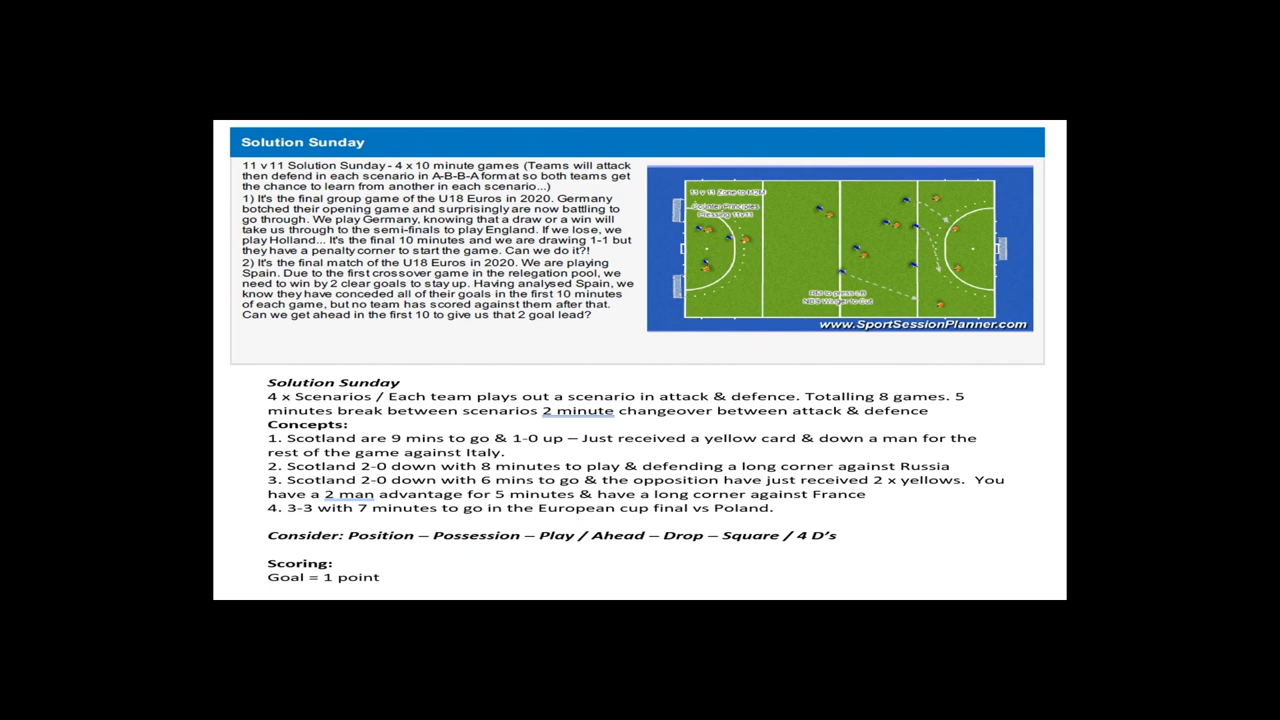 Solution Sunday
11 v 11 Solution Sunday - 4 x 10 minute games (Teams will attack
then defend in each scenario in A-B-B-A format so both teams get
the chance to learn from another in each scenario...)
1) It's the final group game of the U18 Euros in 2020. Germany
botched their opening game and surprisingly are now battling to
go through. We play Germany, knowing that a draw or a win will
take us through to the semi-finals to play England. If we lose, we
play Holland... It's the final 10 minutes and we are drawing 1-1 but
they have a penalty corner to start the game. Can we do it?!
2) It's the final match of the U18 Euros in 2020. We are playing
Spain. Due to the first crossover game in the relegation pool, we
need to win by 2 clear goals to stay up. Having analysed Spain, we
know they have conceded all of their goals in the first 10 minutes
of each game, but no team has scored against them after that.
Can we get ahead in the first 10 to give us that 2 goal lead?
11 v 11 Zone to M2M
Counter Principles
Pressing 11v11
to press
Winger to Cut
www.SportSessionPlanner.com
Solution Sunday
4 x Scenarios / Each team plays out a scenario in attack & defence. Totalling 8 games. 5
minutes break between scenarios 2 minute changeover between attack & defence
Concepts:
1. Scotland are 9 mins to go & 1-0 up – Just received a yellow card & down a man for the
rest of the game against Italy.
2. Scotland 2-0 down with 8 minutes to play & defending a long corner against Russia
3. Scotland 2-0 down with 6 mins to go & the opposition have just received 2 x yellows. You
have a 2 man advantage for 5 minutes & have a long corner against France
4. 3-3 with 7 minutes to go in the European cup final vs Poland.
Consider: Position – Possession – Play / Ahead – Drop – Square / 4 D's
Scoring:
Goal = 1 point